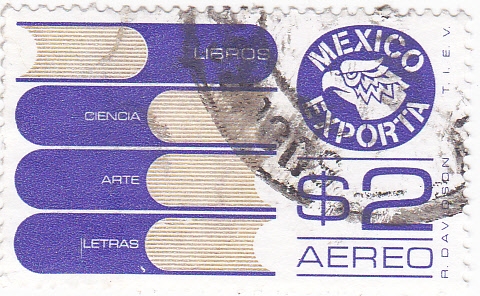 LIBROS
CIENCIA
ARTE
LETRAS
MEXICO
EXPORTA
$2
AEREO
R. DAVIDSON T.I.E.V.